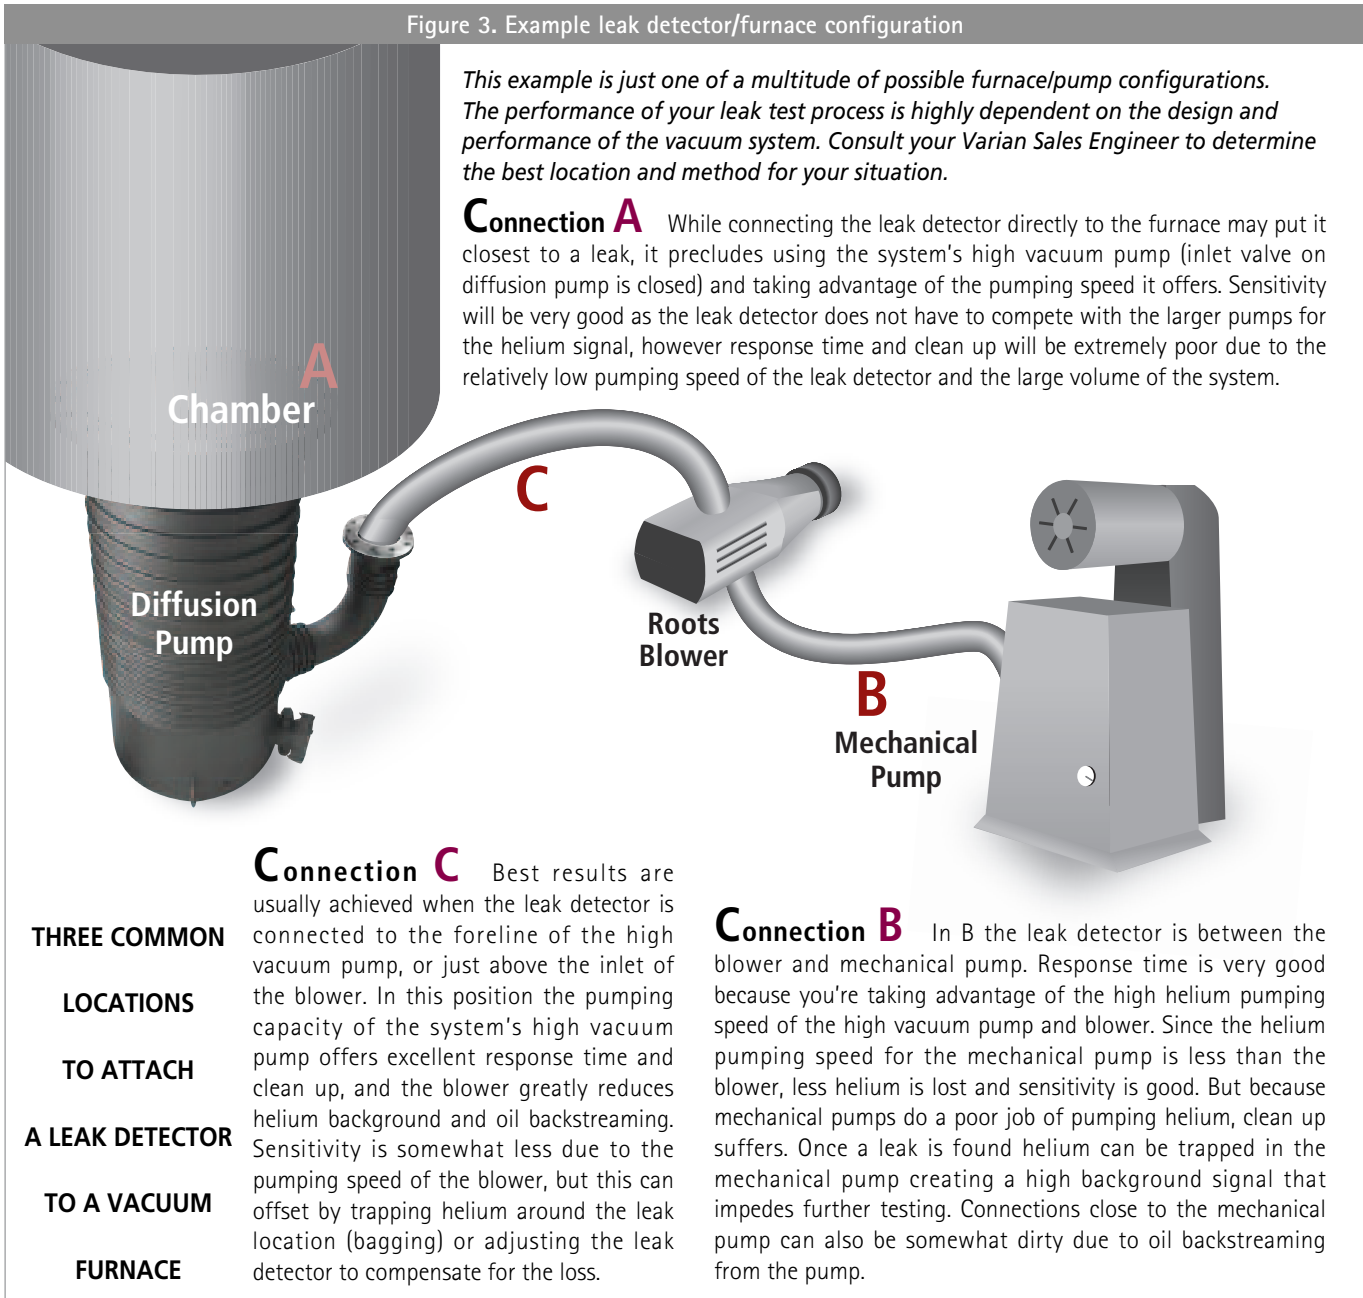 Figure 3. Example leak detector/furnace configuration
This example is just one of a multitude of possible furnace/pump configurations.
The performance of your leak test process is highly dependent on the design and
performance of the vacuum system. Consult your Varian Sales Engineer to determine
the best location and method for your situation.
Connection A While connecting the leak detector directly to the furnace may put it
closest to a leak, it precludes using the system's high vacuum pump (inlet valve on
diffusion pump is closed) and taking advantage of the pumping speed it offers. Sensitivity
will be very good as the leak detector does not have to compete with the larger pumps for
the helium signal, however response time and clean up will be extremely poor due to the
relatively low pumping speed of the leak detector and the large volume of the system.
A
Chamber
C
Diffusion
Pump
Roots
Blower
B
Mechanical
Pump
THREE COMMON
LOCATIONS
TO ATTACH
A LEAK DETECTOR
TO A VACUUM
FURNACE
Connection C Best results are
usually achieved when the leak detector is
connected to the foreline of the high
vacuum pump, or just above the inlet of
the blower. In this position the pumping
capacity of the system's high vacuum
pump offers excellent response time and
clean up, and the blower greatly reduces
helium background and oil backstreaming.
Sensitivity is somewhat less due to the
pumping speed of the blower, but this can
offset by trapping helium around the leak
location (bagging) or adjusting the leak
detector to compensate for the loss.
Connection B In B the leak detector is between the
blower and mechanical pump. Response time is very good
because you're taking advantage of the high helium pumping
speed of the high vacuum pump and blower. Since the helium
pumping speed for the mechanical pump is less than the
blower, less helium is lost and sensitivity is good. But because
mechanical pumps do a poor job of pumping helium, clean up
suffers. Once a leak is found helium can be trapped in the
mechanical pump creating a high background signal that
impedes further testing. Connections close to the mechanical
pump can also be somewhat dirty due to oil backstreaming
from the pump.